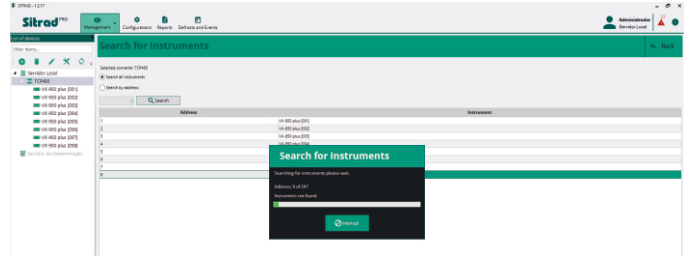 SITRAD - 1.2.17
Sitrad PRO
Management
Configurations
Reports
Defrosts and Events
Administrador
Servidor Local
List of devices
Filter items...
Servidor Local
TCP485
VX-950 plus [001]
VX-950 plus [002]
VX-950 plus [003]
VX-950 plus [004]
VX-950 plus [005]
VX-950 plus [006]
VX-950 plus [007]
VX-950 plus [008]
Servidor de Demonstração
Search for Instruments
Back
Selected converter: TCP485
Search all instruments
Search by address
Search
Address Instrument
1 VX-950 plus [001]
2 VX-950 plus [002]
3 VX-950 plus [003]
4 VX-950 plus [004]
5
6
7
8
Search for Instruments
Searching for instruments please wait.
Address: 9 of 247
Instruments not found
Interrupt